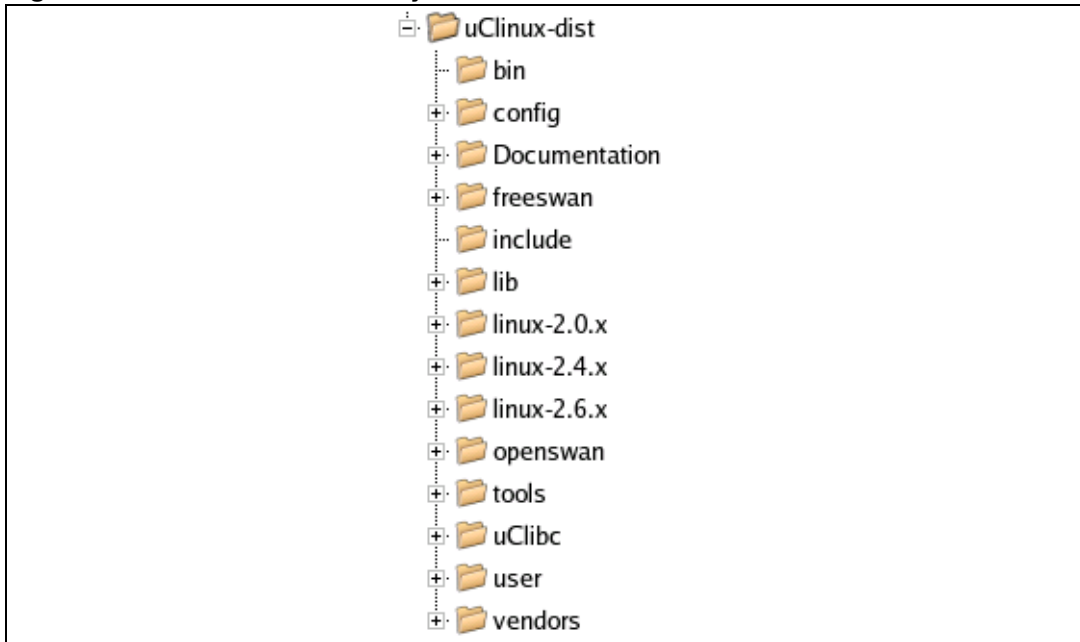 uClinux-dist
bin
config
Documentation
freeswan
include
lib
linux-2.0.x
linux-2.4.x
linux-2.6.x
openswan
tools
uClibc
user
vendors